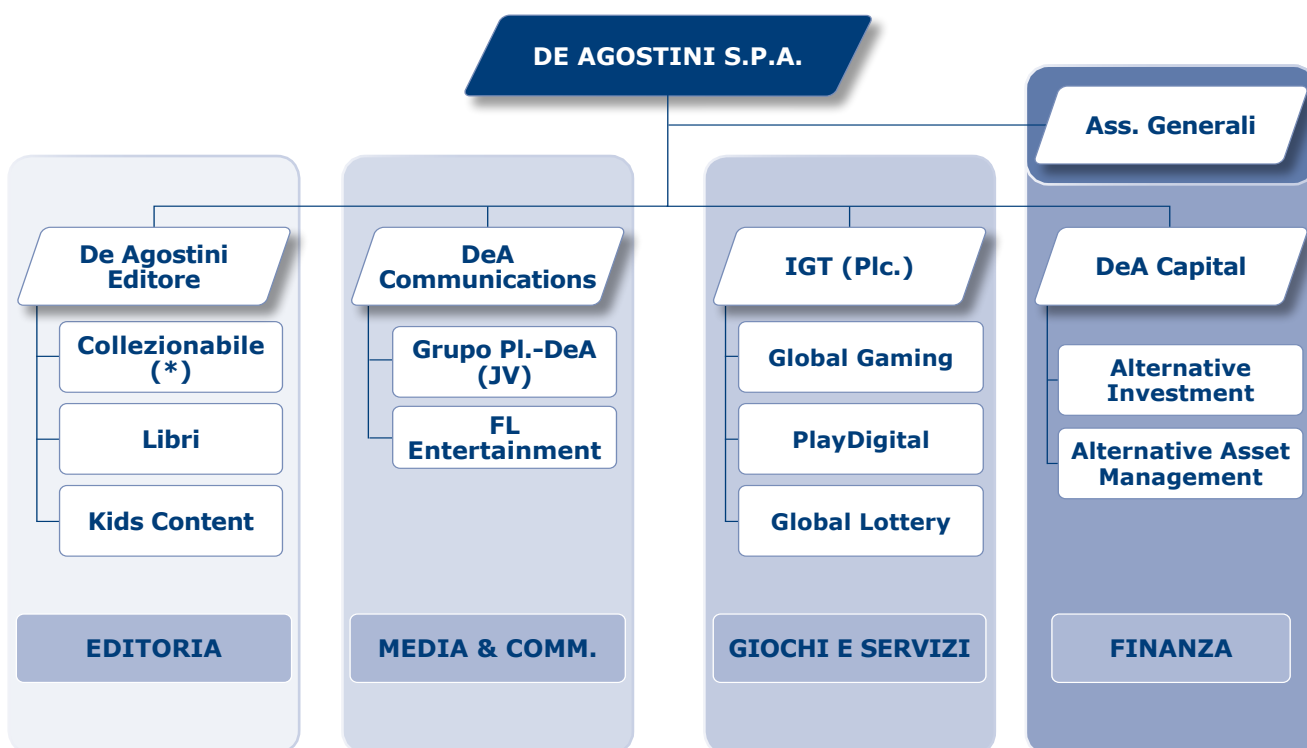 DE AGOSTINI S.P.A.
Ass. Generali
De Agostini
Editore
Collezionabile
(*)
Libri
Kids Content
EDITORIA
DeA
Communications
Grupo Pl.-DeA
(JV)
FL
Entertainment
MEDIA & COMM.
IGT (Plc.)
Global Gaming
PlayDigital
Global Lottery
GIOCHI E SERVIZI
DeA Capital
Alternative
Investment
Alternative Asset
Management
FINANZA